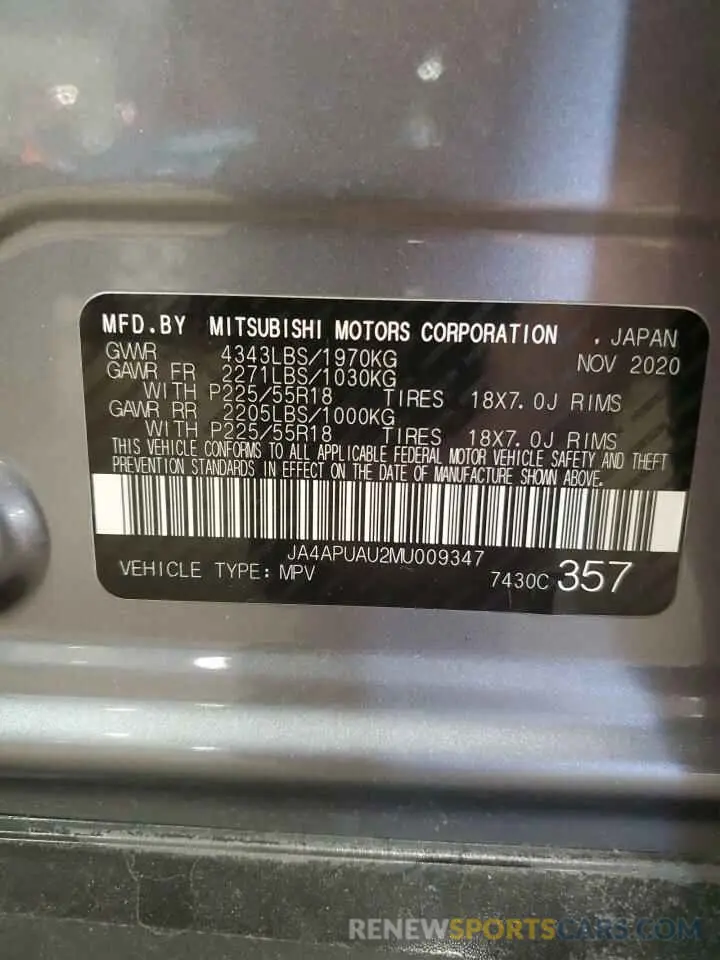 MFD.BY MITSUBISHI MOTORS CORPORATION , JAPAN
GVWR 4343LBS/1970KG NOV 2020
GAWR FR 2271LBS/1030KG
WITH P225/55R18 TIRES 18X7.0J RIMS
GAWR RR 2205LBS/1000KG
WITH P225/55R18 TIRES 18X7.0J RIMS
THIS VEHICLE CONFORMS TO ALL APPLICABLE FEDERAL MOTOR VEHICLE SAFETY AND THEFT
PREVENTION STANDARDS IN EFFECT ON THE DATE OF MANUFACTURE SHOWN ABOVE.
JA4APUAU2MU009347
VEHICLE TYPE: MPV 7430C 357
RENEWSPORTSCARS.COM